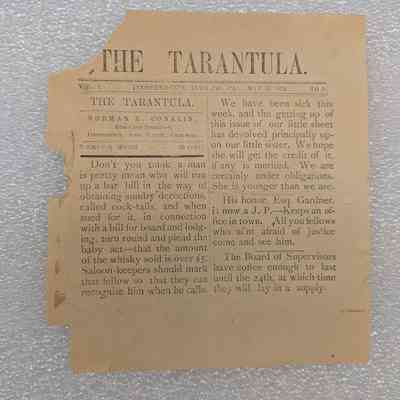 THE TARANTULA.
THE TARANTULA.
NORMAN E. CONKLIN,
Don't you think a man
is pretty mean who will run
up a bar bill in the way of
obtaining sundry decoctions,
called cock-tails, and when
sued for it, in connection
with a bill for board and lodg-
ing, turn round and plead the
baby act—that the amount
of the whisky sold is over $5.
Saloon-keepers should mark
that fellow so that they can
recognise him when he calls.
We have been sick this
week, and the getting up of
this issue of our little sheet
has devolved principally up-
on our little sister. We hope
she will get the credit of it,
if any is merited. We are
certainly under obligations.
She is younger than we are.
His honor, Esq. Gardner,
is now a J. P.—Keeps an of-
fice in town. All you fellows
who a'nt afraid of justice
come and see him.
The Board of Supervisors
have sofice enough to last
until the 24th, at which time
they will lay in a supply.